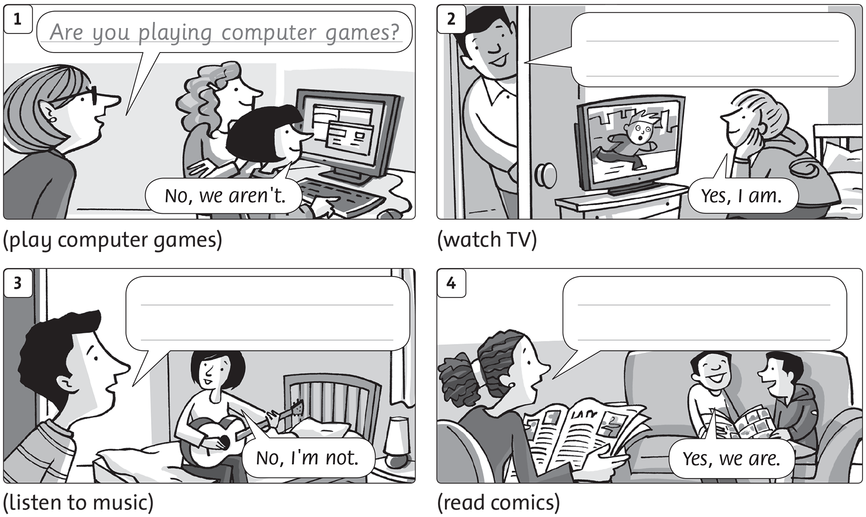 1
Are you playing computer games?
No, we aren't.
(play computer games)
2
Yes, I am.
(watch TV)
3
No, I'm not.
(listen to music)
4
Yes, we are.
(read comics)